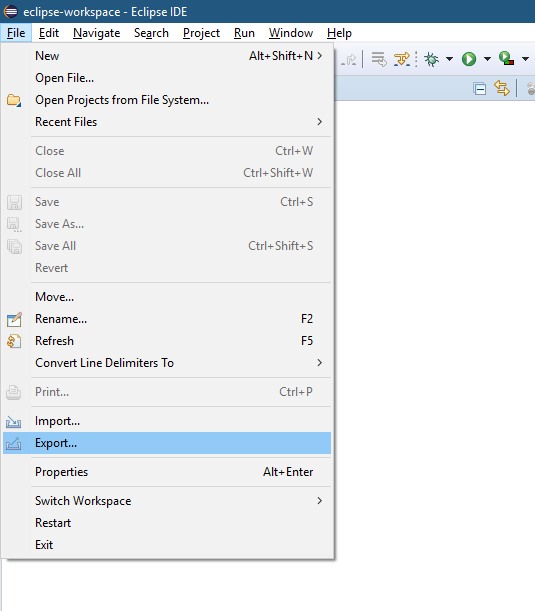 eclipse-workspace - Eclipse IDE
File Edit Navigate Search Project Run Window Help
New Alt+Shift+N >
Open File...
Open Projects from File System...
Recent Files >
Close Ctrl+W
Close All Ctrl+Shift+W
Save Ctrl+S
Save As...
Save All Ctrl+Shift+S
Revert
Move...
Rename... F2
Refresh F5
Convert Line Delimiters To >
Print... Ctrl+P
Import...
Export...
Properties Alt+Enter
Switch Workspace >
Restart
Exit